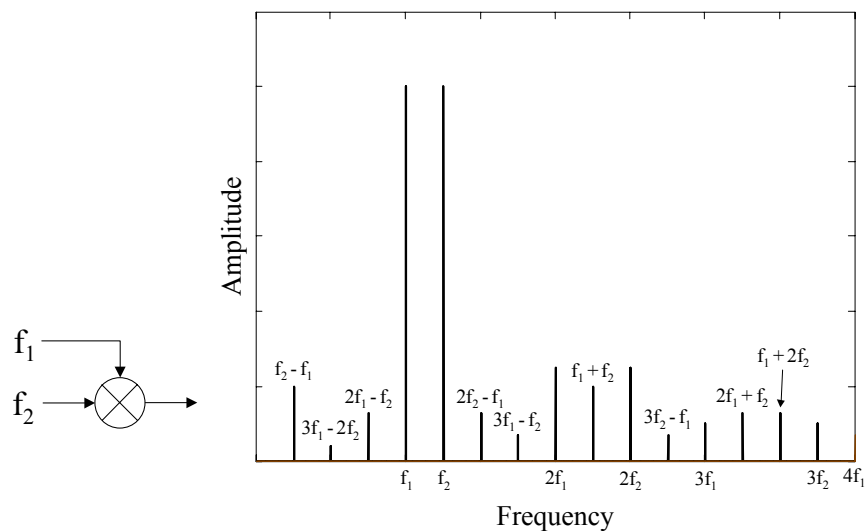 f₁
f₂
Amplitude
f₂ - f₁
3f₁ - 2f₂
2f₁ - f₂
2f₂ - f₁
3f₁ - f₂
f₁ + f₂
3f₂ - f₁
2f₁ + f₂
f₁ + 2f₂
f₁
f₂
2f₁
2f₂
3f₁
3f₂
4f₁
Frequency